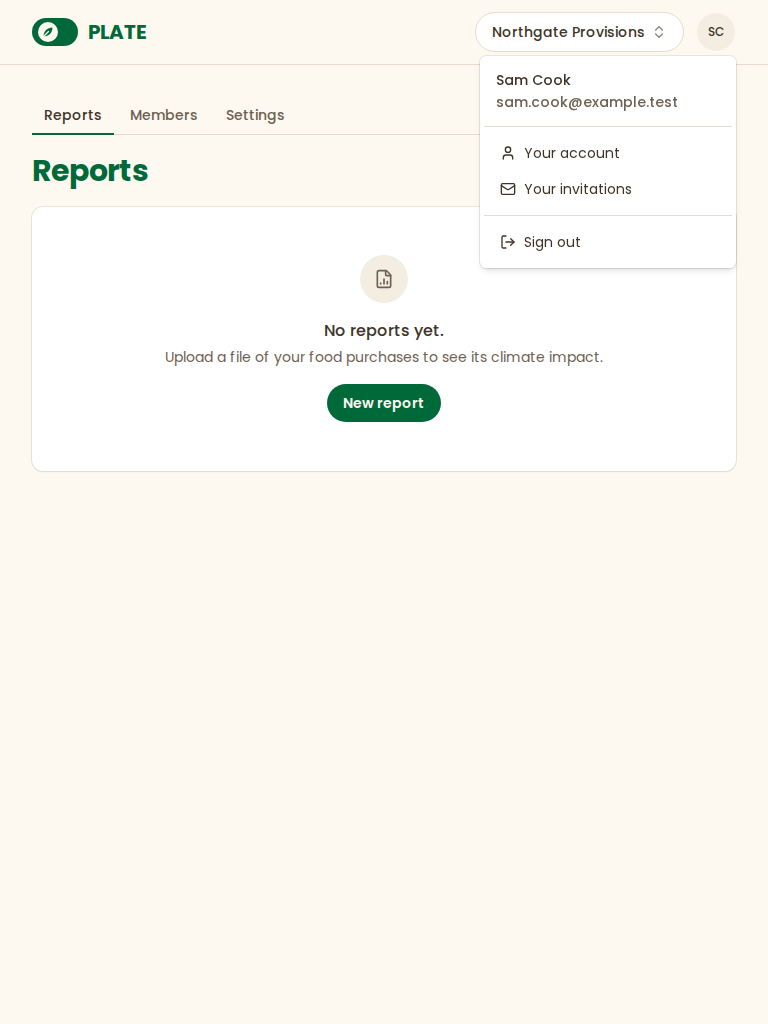 PLATE
Northgate Provisions
SC
Sam Cook
sam.cook@example.test
Your account
Your invitations
Sign out
Reports
Members
Settings
Reports
No reports yet.
Upload a file of your food purchases to see its climate impact.
New report